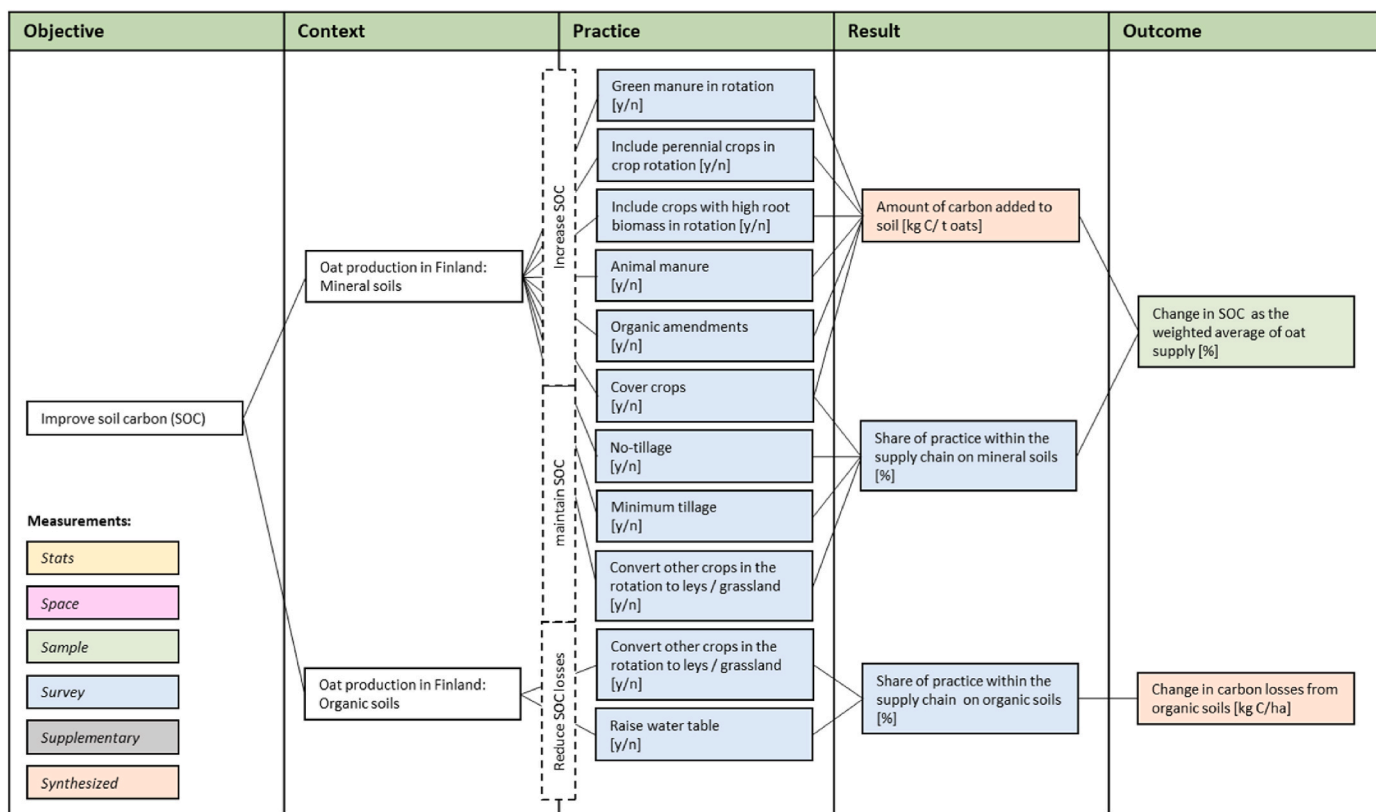 Objective
Context
Practice
Result
Outcome
Improve soil carbon (SOC)
Measurements:
Stats
Space
Sample
Survey
Supplementary
Synthesized
Oat production in Finland:
Mineral soils
Oat production in Finland:
Organic soils
Increase SOC
maintain SOC
Reduce SOC losses
Green manure in rotation
[y/n]
Include perennial crops in
crop rotation [y/n]
Include crops with high root
biomass in rotation [y/n]
Animal manure
[y/n]
Organic amendments
[y/n]
Cover crops
[y/n]
No-tillage
[y/n]
Minimum tillage
[y/n]
Convert other crops in the
rotation to leys / grassland
[y/n]
Convert other crops in the
rotation to leys / grassland
[y/n]
Raise water table
[y/n]
Amount of carbon added to
soil [kg C/ t oats]
Share of practice within the
supply chain on mineral soils
[%]
Share of practice within the
supply chain  on organic soils
[%]
Change in SOC  as the
weighted average of oat
supply [%]
Change in carbon losses from
organic soils [kg C/ha]